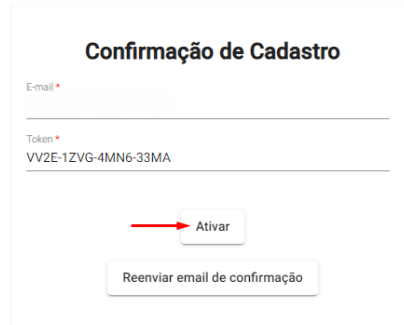 Confirmação de Cadastro
E-mail *
Token *
VV2E-1ZVG-4MN6-33MA
Ativar
Reenviar email de confirmação